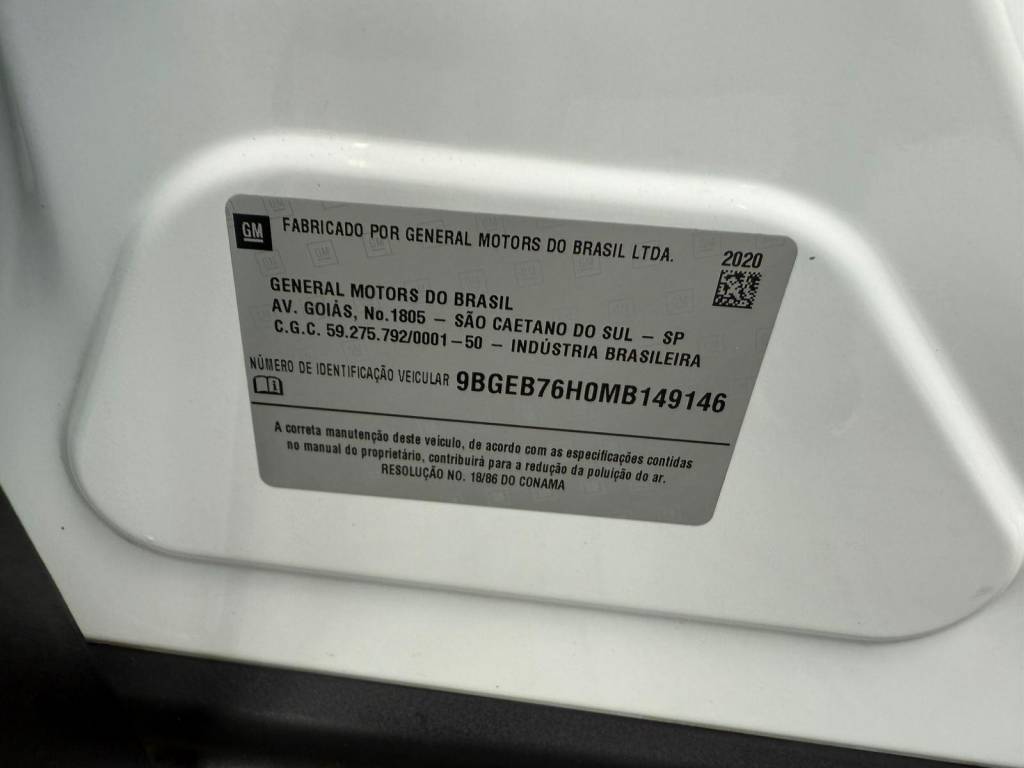 GM FABRICADO POR GENERAL MOTORS DO BRASIL LTDA.
2020
GENERAL MOTORS DO BRASIL
AV. GOIÁS, No.1805 – SÃO CAETANO DO SUL – SP
C.G.C. 59.275.792/0001–50 – INDÚSTRIA BRASILEIRA
NÚMERO DE IDENTIFICAÇÃO VEICULAR 9BGEB76H0MB149146
A correta manutenção deste veículo, de acordo com as especificações contidas
no manual do proprietário, contribuirá para a redução da poluição do ar.
RESOLUÇÃO NO. 18/86 DO CONAMA